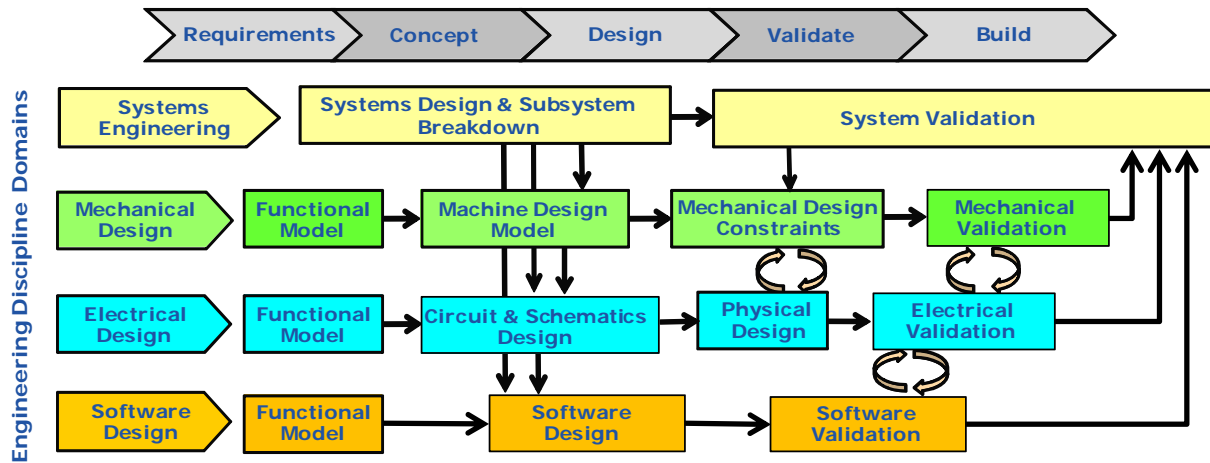 Requirements
Concept
Design
Validate
Build
Engineering Discipline Domains
Systems
Engineering
Systems Design & Subsystem
Breakdown
System Validation
Mechanical
Design
Functional
Model
Machine Design
Model
Mechanical Design
Constraints
Mechanical
Validation
Electrical
Design
Functional
Model
Circuit & Schematics
Design
Physical
Design
Electrical
Validation
Software
Design
Functional
Model
Software
Design
Software
Validation